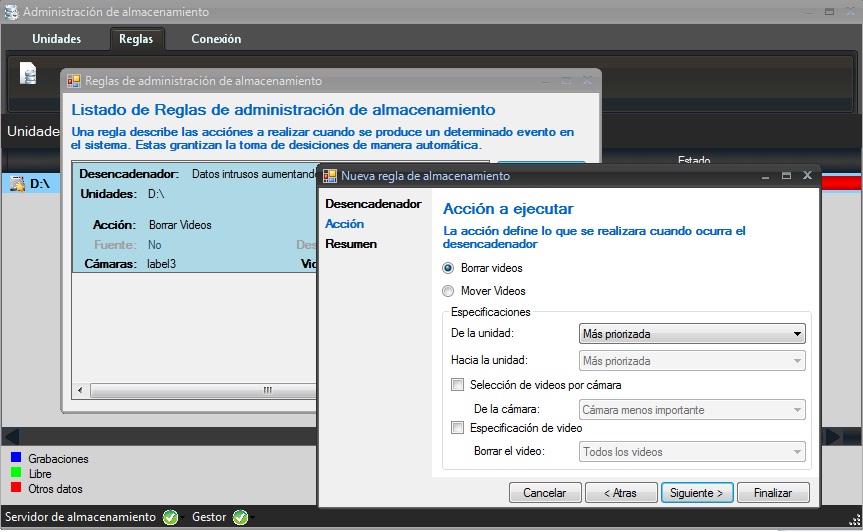 Administración de almacenamiento
Unidades Reglas Conexión
Reglas de administración de almacenamiento
Listado de Reglas de administración de almacenamiento
Una regla describe las acciónes a realizar cuando se produce un determinado evento en
el sistema. Estas grantizan la toma de desiciones de manera automática.
Unidade
Estado
D:\
Desencadenador: Datos intrusos aumentando
Unidades: D:\
Acción: Borrar Videos
Fuente: No Des
Cámaras: label3 Vid
Nueva regla de almacenamiento
Desencadenador
Acción
Resumen
Acción a ejecutar
La acción define lo que se realizara cuando ocurra el
desencadenador
Borrar videos
Mover Videos
Especificaciones
De la unidad: Más priorizada
Hacia la unidad: Más priorizada
Selección de videos por cámara
De la cámara: Cámara menos importante
Especificación de video
Borrar el video: Todos los videos
Cancelar < Atras Siguiente > Finalizar
Grabaciones
Libre
Otros datos
Servidor de almacenamiento Gestor